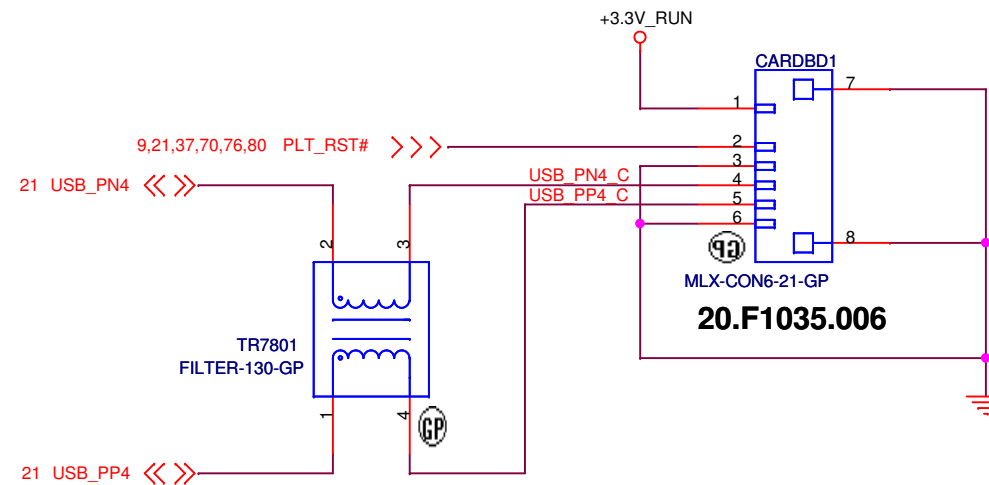 +3.3V_RUN
CARDBD1
7
1
9,21,37,70,76,80 PLT_RST#
2
3
21 USB_PN4
USB_PN4_C
4
USB_PP4_C
5
6
2
3
8
GP
MLX-CON6-21-GP
20.F1035.006
TR7801
FILTER-130-GP
1
4
GP
21 USB_PP4